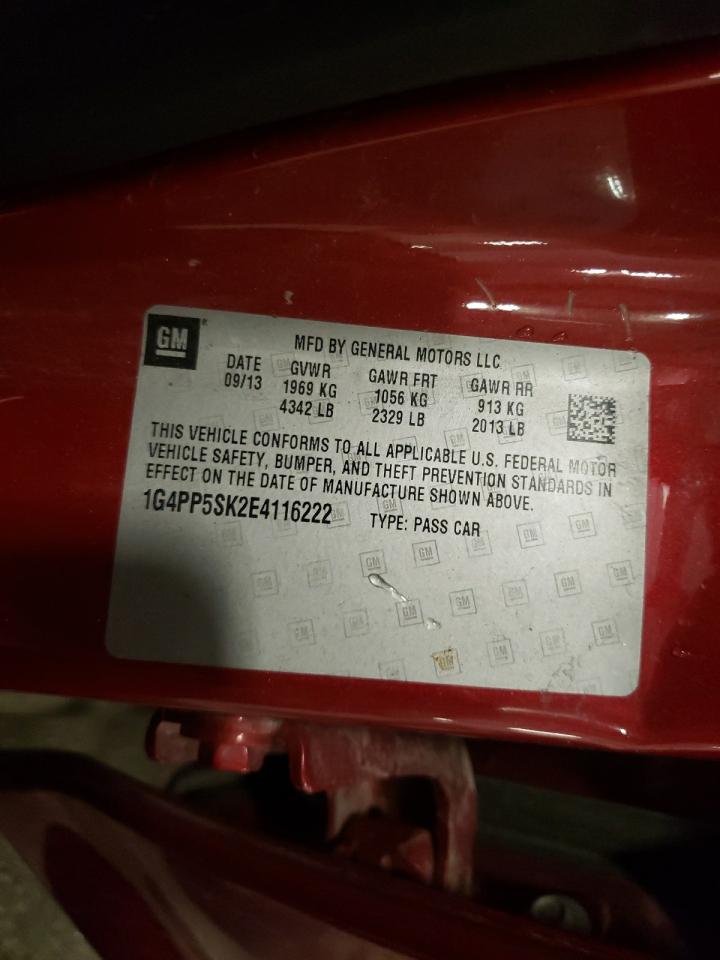 GM
MFD BY GENERAL MOTORS LLC
DATE GVWR GAWR FRT GAWR RR
09/13 1969 KG 1056 KG 913 KG
4342 LB 2329 LB 2013 LB
THIS VEHICLE CONFORMS TO ALL APPLICABLE U.S. FEDERAL MOTOR
VEHICLE SAFETY, BUMPER, AND THEFT PREVENTION STANDARDS IN
EFFECT ON THE DATE OF MANUFACTURE SHOWN ABOVE.
1G4PP5SK2E4116222 TYPE: PASS CAR